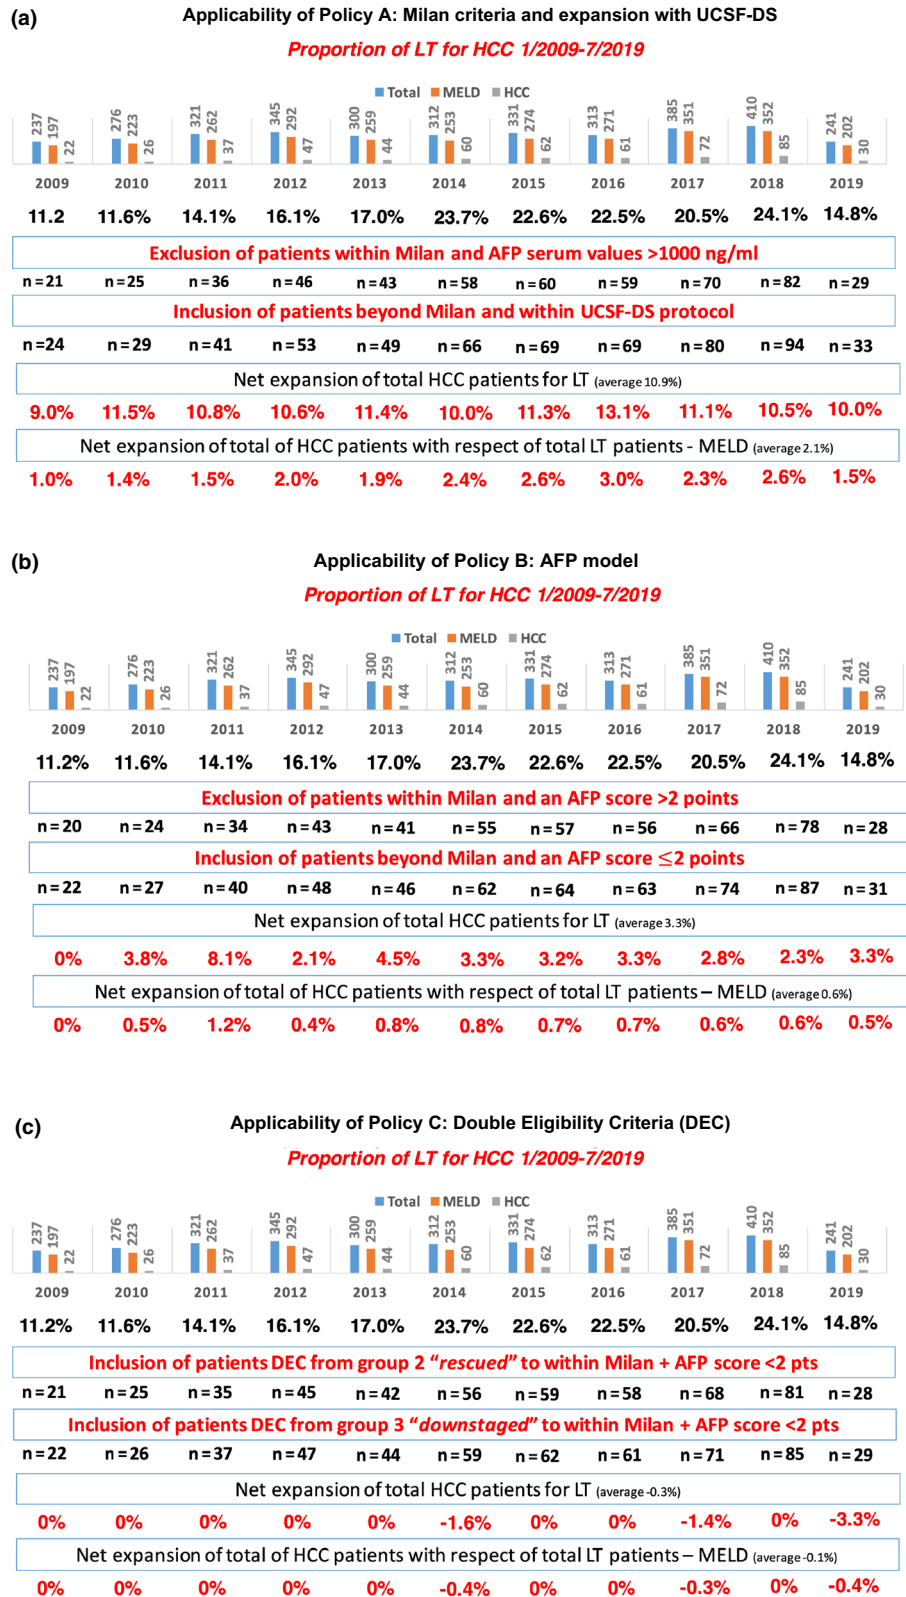 (a)
Applicability of Policy A: Milan criteria and expansion with UCSF-DS
Proportion of LT for HCC 1/2009-7/2019
Total MELD HCC
237 197 22 276 223 26 321 262 37 345 292 47 300 259 44 312 253 60 331 274 62 313 271 61 385 351 72 410 352 85 241 202 30
2009 2010 2011 2012 2013 2014 2015 2016 2017 2018 2019
11.2 11.6% 14.1% 16.1% 17.0% 23.7% 22.6% 22.5% 20.5% 24.1% 14.8%
Exclusion of patients within Milan and AFP serum values >1000 ng/ml
n=21 n=25 n=36 n=46 n=43 n=58 n=60 n=59 n=70 n=82 n=29
Inclusion of patients beyond Milan and within UCSF-DS protocol
n=24 n=29 n=41 n=53 n=49 n=66 n=69 n=69 n=80 n=94 n=33
Net expansion of total HCC patients for LT (average 10.9%)
9.0% 11.5% 10.8% 10.6% 11.4% 10.0% 11.3% 13.1% 11.1% 10.5% 10.0%
Net expansion of total of HCC patients with respect of total LT patients - MELD (average 2.1%)
1.0% 1.4% 1.5% 2.0% 1.9% 2.4% 2.6% 3.0% 2.3% 2.6% 1.5%
(b)
Applicability of Policy B: AFP model
Proportion of LT for HCC 1/2009-7/2019
Total MELD HCC
237 197 22 276 223 26 321 262 37 345 292 47 300 259 44 312 253 60 331 274 62 313 271 61 385 351 72 410 352 85 241 202 30
2009 2010 2011 2012 2013 2014 2015 2016 2017 2018 2019
11.2% 11.6% 14.1% 16.1% 17.0% 23.7% 22.6% 22.5% 20.5% 24.1% 14.8%
Exclusion of patients within Milan and an AFP score >2 points
n=20 n=24 n=34 n=43 n=41 n=55 n=57 n=56 n=66 n=78 n=28
Inclusion of patients beyond Milan and an AFP score ≤2 points
n=22 n=27 n=40 n=48 n=46 n=62 n=64 n=63 n=74 n=87 n=31
Net expansion of total HCC patients for LT (average 3.3%)
0% 3.8% 8.1% 2.1% 4.5% 3.3% 3.2% 3.3% 2.8% 2.3% 3.3%
Net expansion of total of HCC patients with respect of total LT patients – MELD (average 0.6%)
0% 0.5% 1.2% 0.4% 0.8% 0.8% 0.7% 0.7% 0.6% 0.6% 0.5%
(c)
Applicability of Policy C: Double Eligibility Criteria (DEC)
Proportion of LT for HCC 1/2009-7/2019
Total MELD HCC
237 197 22 276 223 26 321 262 37 345 292 47 300 259 44 312 253 60 331 274 62 313 271 61 385 351 72 410 352 85 241 202 30
2009 2010 2011 2012 2013 2014 2015 2016 2017 2018 2019
11.2% 11.6% 14.1% 16.1% 17.0% 23.7% 22.6% 22.5% 20.5% 24.1% 14.8%
Inclusion of patients DEC from group 2 “rescued” to within Milan + AFP score <2 pts
n=21 n=25 n=35 n=45 n=42 n=56 n=59 n=58 n=68 n=81 n=28
Inclusion of patients DEC from group 3 “downstaged” to within Milan + AFP score <2 pts
n=22 n=26 n=37 n=47 n=44 n=59 n=62 n=61 n=71 n=85 n=29
Net expansion of total HCC patients for LT (average -0.3%)
0% 0% 0% 0% 0% -1.6% 0% 0% -1.4% 0% -3.3%
Net expansion of total of HCC patients with respect of total LT patients – MELD (average -0.1%)
0% 0% 0% 0% 0% -0.4% 0% 0% -0.3% 0% -0.4%